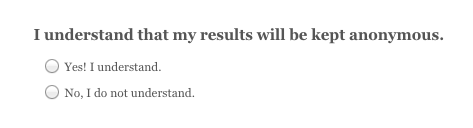 I understand that my results will be kept anonymous.
Yes! I understand.
No, I do not understand.